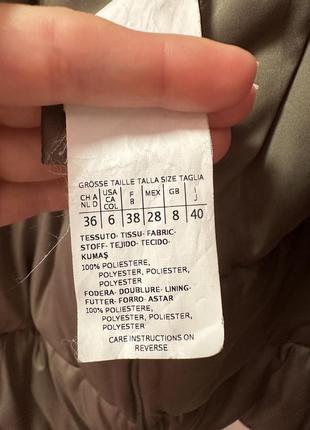 GRÖSSE TAILLE TALLA SIZE TAGLIA
CH A NL D USA CA COL F B MEX GB I J
36 6 38 28 8 40
TESSUTO- TISSU- FABRIC-
STOFF- TEJIDO- TECIDO-
KUMAŞ
100% POLIESTERE, POLYESTER,
POLYESTER, POLIESTER,
POLYESTER
FODERA- DOUBLURE- LINING-
FUTTER- FORRO- ASTAR
100% POLIESTERE, POLYESTER,
POLYESTER, POLIESTER,
POLYESTER
CARE INSTRUCTIONS ON
REVERSE